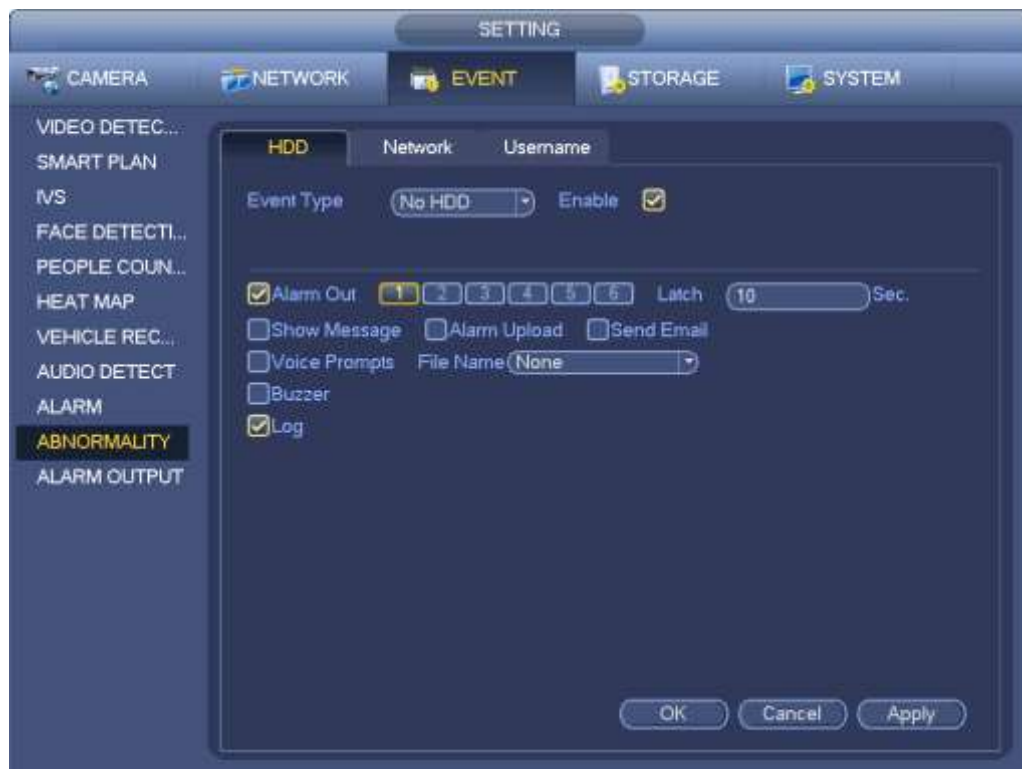 SETTING
CAMERA NETWORK EVENT STORAGE SYSTEM
VIDEO DETEC...
SMART PLAN
IVS
FACE DETECTI...
PEOPLE COUN...
HEAT MAP
VEHICLE REC...
AUDIO DETECT
ALARM
ABNORMALITY
ALARM OUTPUT
HDD Network Username
Event Type No HDD Enable
Alarm Out 1 2 3 4 5 6 Latch 10 Sec.
Show Message Alarm Upload Send Email
Voice Prompts File Name None
Buzzer
Log
OK Cancel Apply